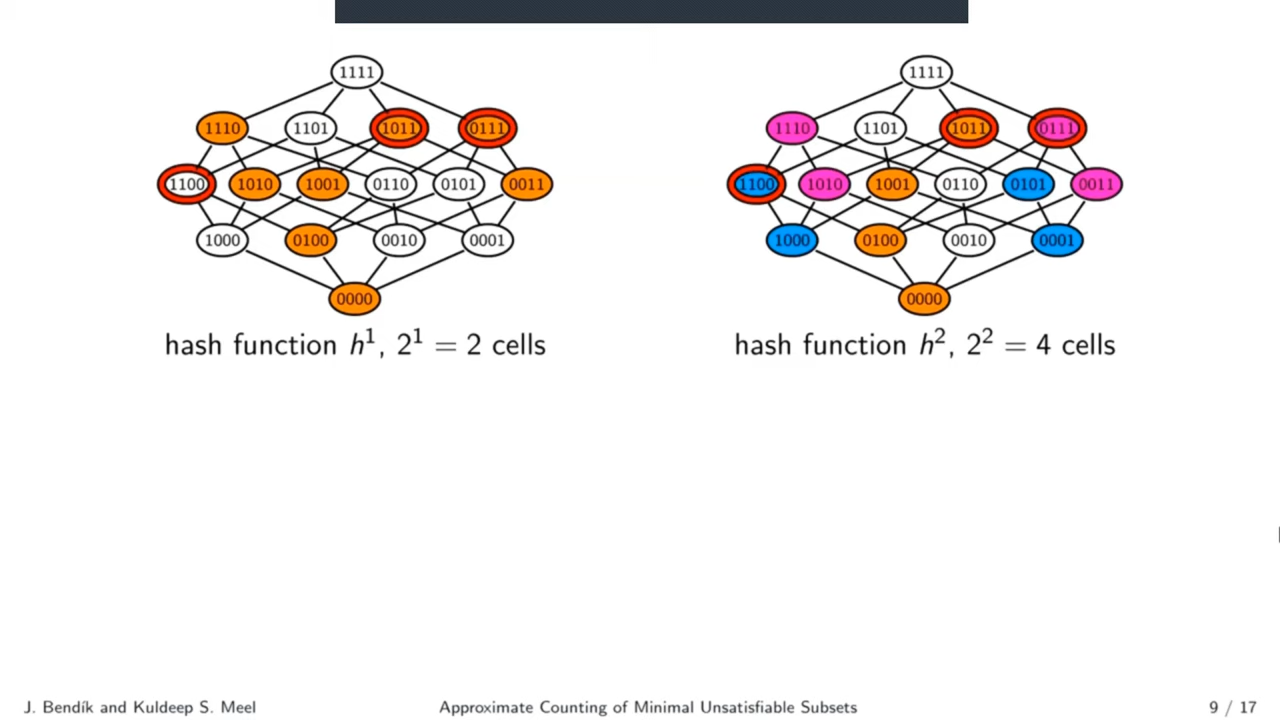 1111
1110 1101 1011 0111
1100 1010 1001 0110 0101 0011
1000 0100 0010 0001
0000
hash function h¹, 2¹ = 2 cells
1111
1110 1101 1011 0111
1100 1010 1001 0110 0101 0011
1000 0100 0010 0001
0000
hash function h², 2² = 4 cells
J. Bendík and Kuldeep S. Meel
Approximate Counting of Minimal Unsatisfiable Subsets
9 / 17